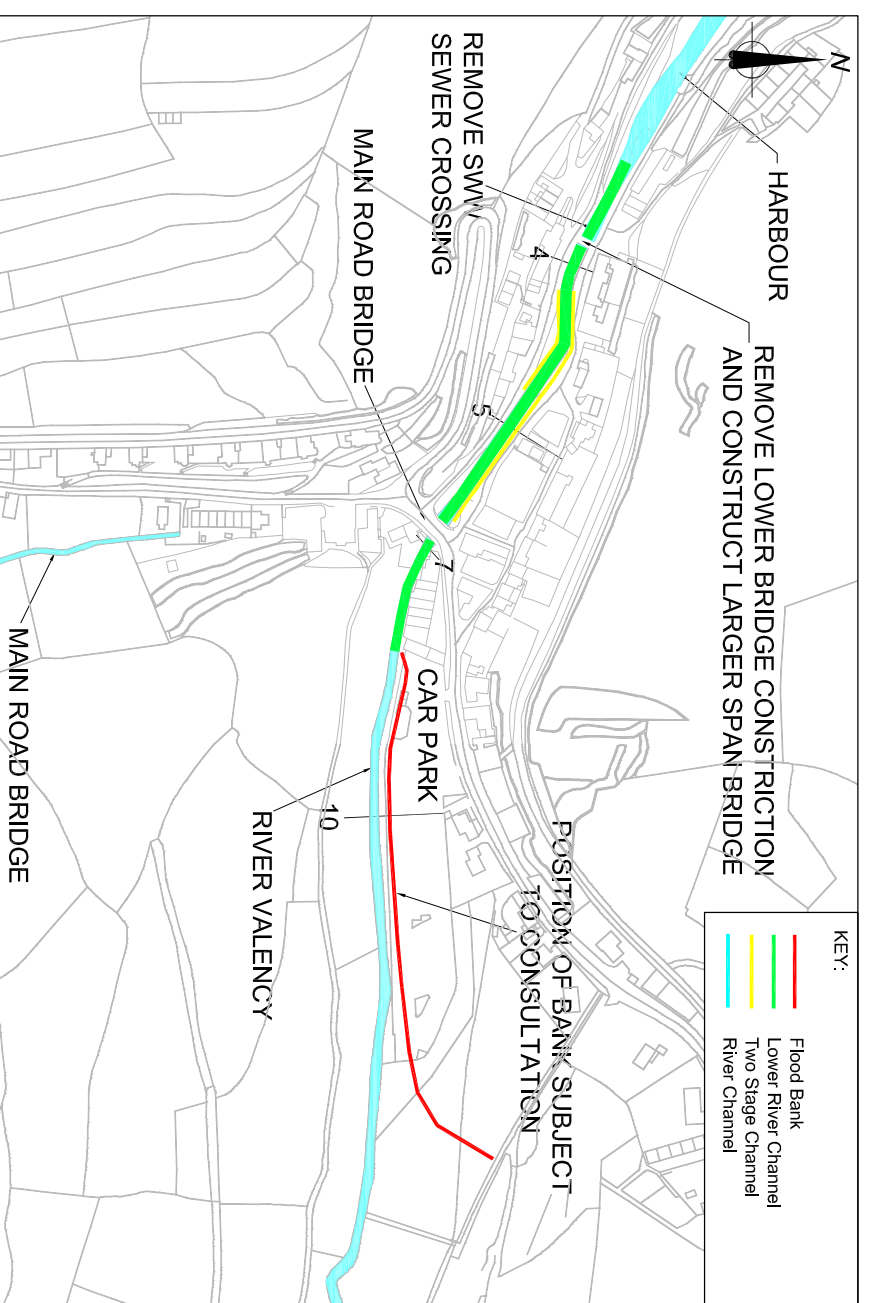 N
HARBOUR
REMOVE LOWER BRIDGE CONSTRICTION
AND CONSTRUCT LARGER SPAN BRIDGE
REMOVE SWW
SEWER CROSSING
MAIN ROAD BRIDGE
4
5
7
CAR PARK
10
RIVER VALENCY
POSITION OF BANK SUBJECT
TO CONSULTATION
MAIN ROAD BRIDGE
KEY:
Flood Bank
Lower River Channel
Two Stage Channel
River Channel